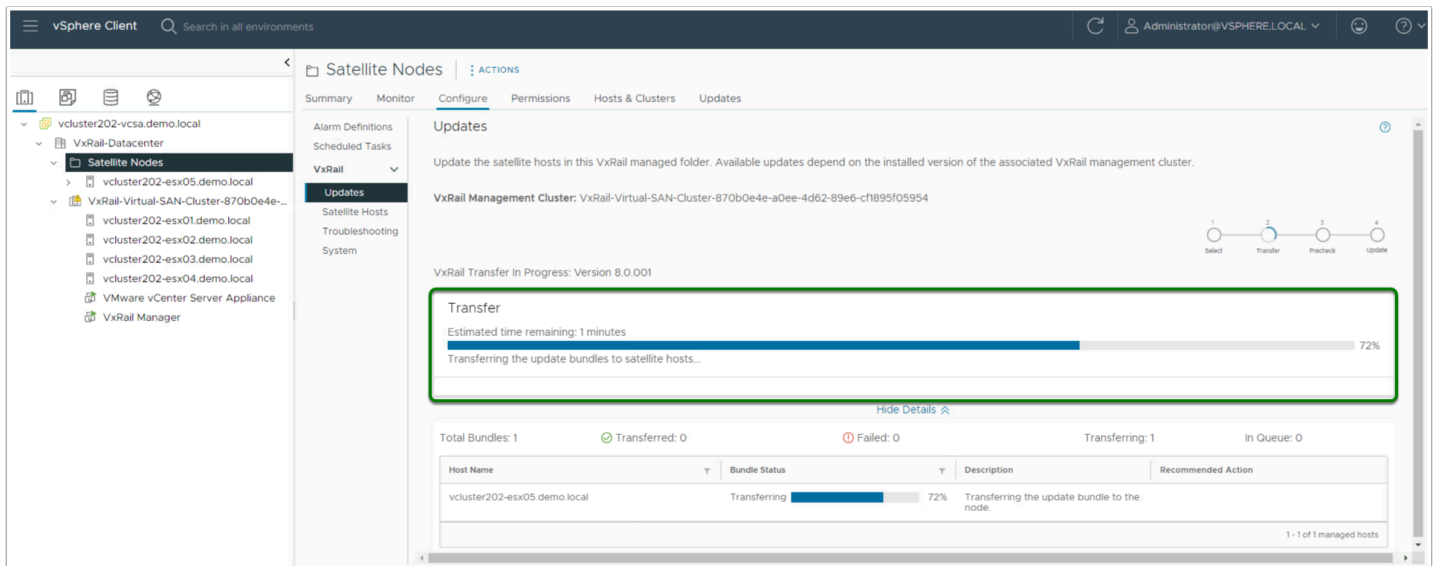 vSphere Client
Search in all environments
Administrator@VSPHERE.LOCAL
vcluster202-vcsa.demo.local
VxRail-Datacenter
Satellite Nodes
vcluster202-esx05.demo.local
VxRail-Virtual-SAN-Cluster-870b0e4e-...
vcluster202-esx01.demo.local
vcluster202-esx02.demo.local
vcluster202-esx03.demo.local
vcluster202-esx04.demo.local
VMware vCenter Server Appliance
VxRail Manager
Satellite Nodes
ACTIONS
Summary Monitor Configure Permissions Hosts & Clusters Updates
Alarm Definitions
Scheduled Tasks
VxRail
Updates
Satellite Hosts
Troubleshooting
System
Updates
Update the satellite hosts in this VxRail managed folder. Available updates depend on the installed version of the associated VxRail management cluster.
VxRail Management Cluster: VxRail-Virtual-SAN-Cluster-870b0e4e-a0ee-4d62-89e6-cf1895f05954
1 2 3 4
Select Transfer Precheck Update
VxRail Transfer In Progress: Version 8.0.001
Transfer
Estimated time remaining: 1 minutes
72%
Transferring the update bundles to satellite hosts...
Hide Details
Total Bundles: 1 Transferred: 0 Failed: 0 Transferring: 1 In Queue: 0
Host Name Bundle Status Description Recommended Action
vcluster202-esx05.demo.local Transferring 72% Transferring the update bundle to the
node.
1 - 1 of 1 managed hosts